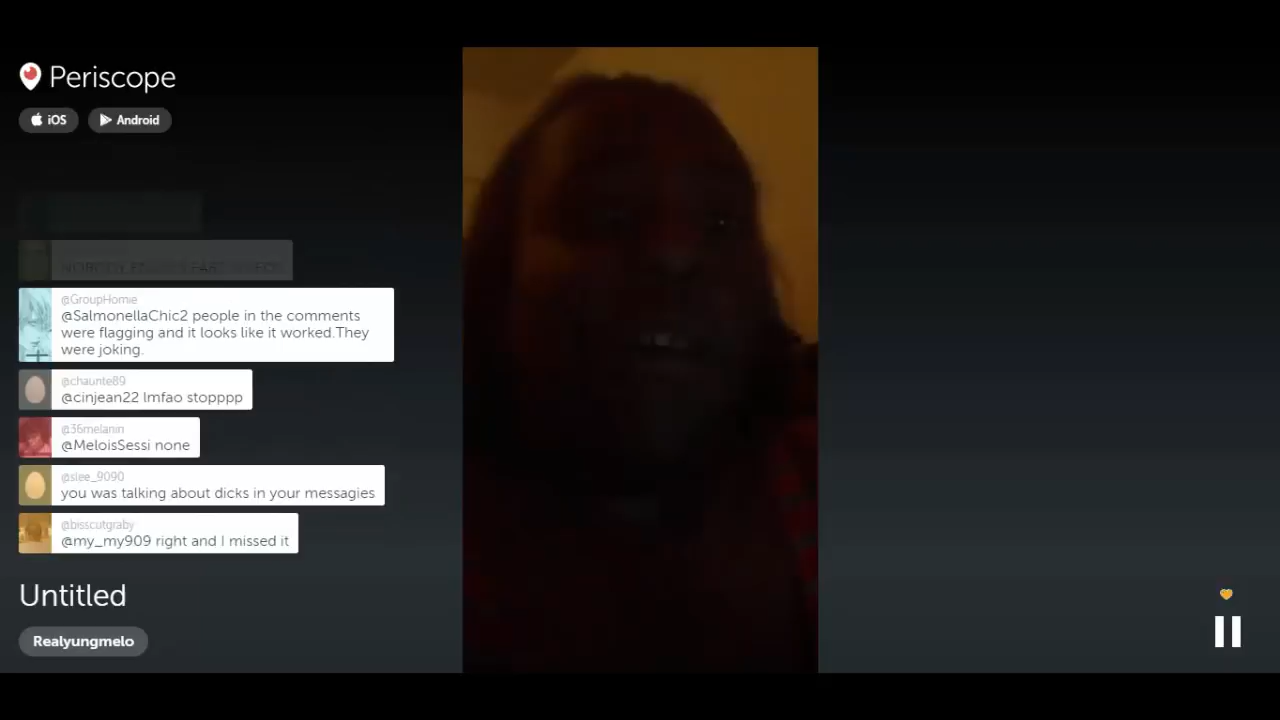 Periscope
iOS
Android
@GroupHomie
@SalmonellaChic2 people in the comments
were flagging and it looks like it worked.They
were joking.
@chaunte89
@cinjean22 lmfao stopppp
@36melanin
@MeloisSessi none
@slee_9090
you was talking about dicks in your messagies
@bisscutgraby
@my_my909 right and I missed it
Untitled
Realyungmelo